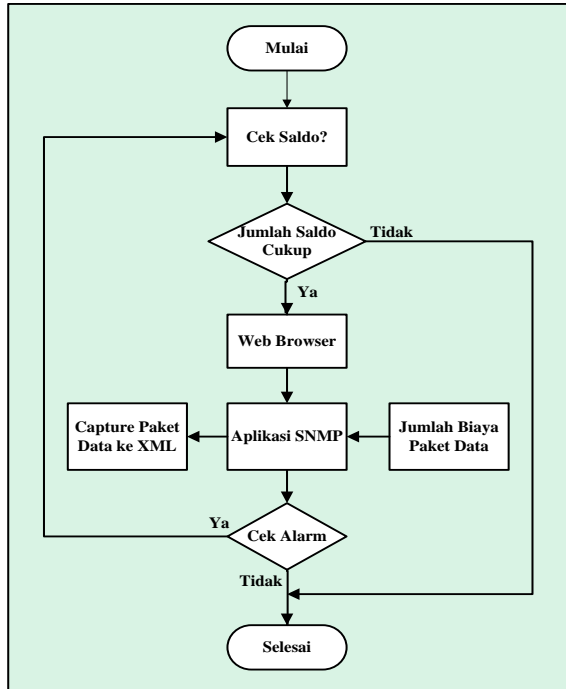 Mulai
Cek Saldo?
Jumlah Saldo
Cukup
Tidak
Ya
Web Browser
Capture Paket
Data ke XML
Aplikasi SNMP
Jumlah Biaya
Paket Data
Ya
Cek Alarm
Tidak
Selesai